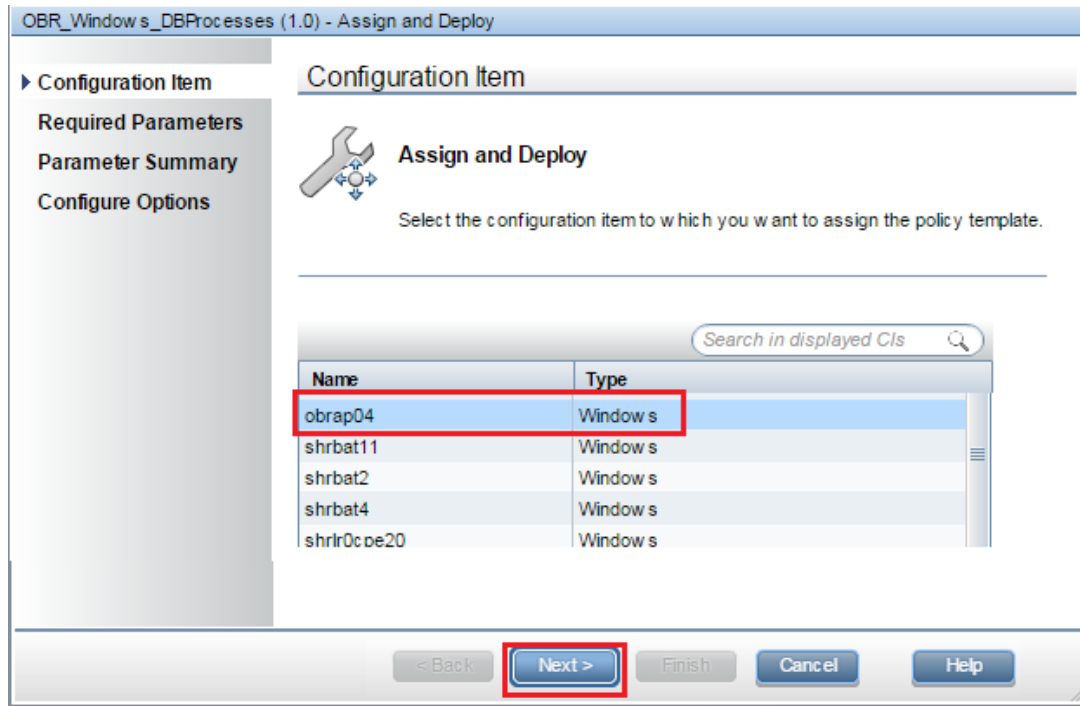 OBR_Windows_DBProcesses (1.0) - Assign and Deploy
Configuration Item
Required Parameters
Parameter Summary
Configure Options
Configuration Item
Assign and Deploy
Select the configuration item to which you want to assign the policy template.
Search in displayed CIs
Name Type
obrap04 Windows
shrbat11 Windows
shrbat2 Windows
shrbat4 Windows
shrlr0cpe20 Windows
< Back Next > Finish Cancel Help